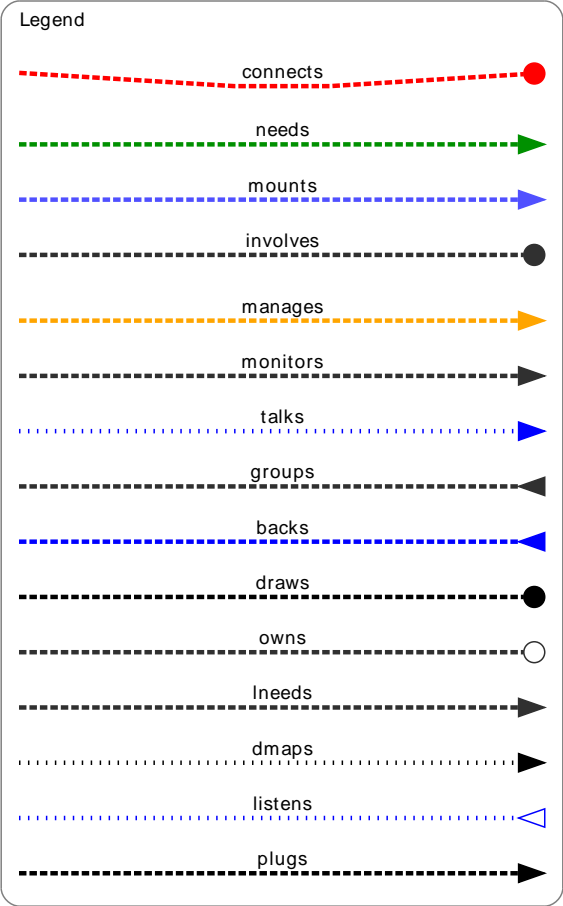 Legend
connects
needs
mounts
involves
manages
monitors
talks
groups
backs
draws
owns
lneeds
dmaps
listens
plugs